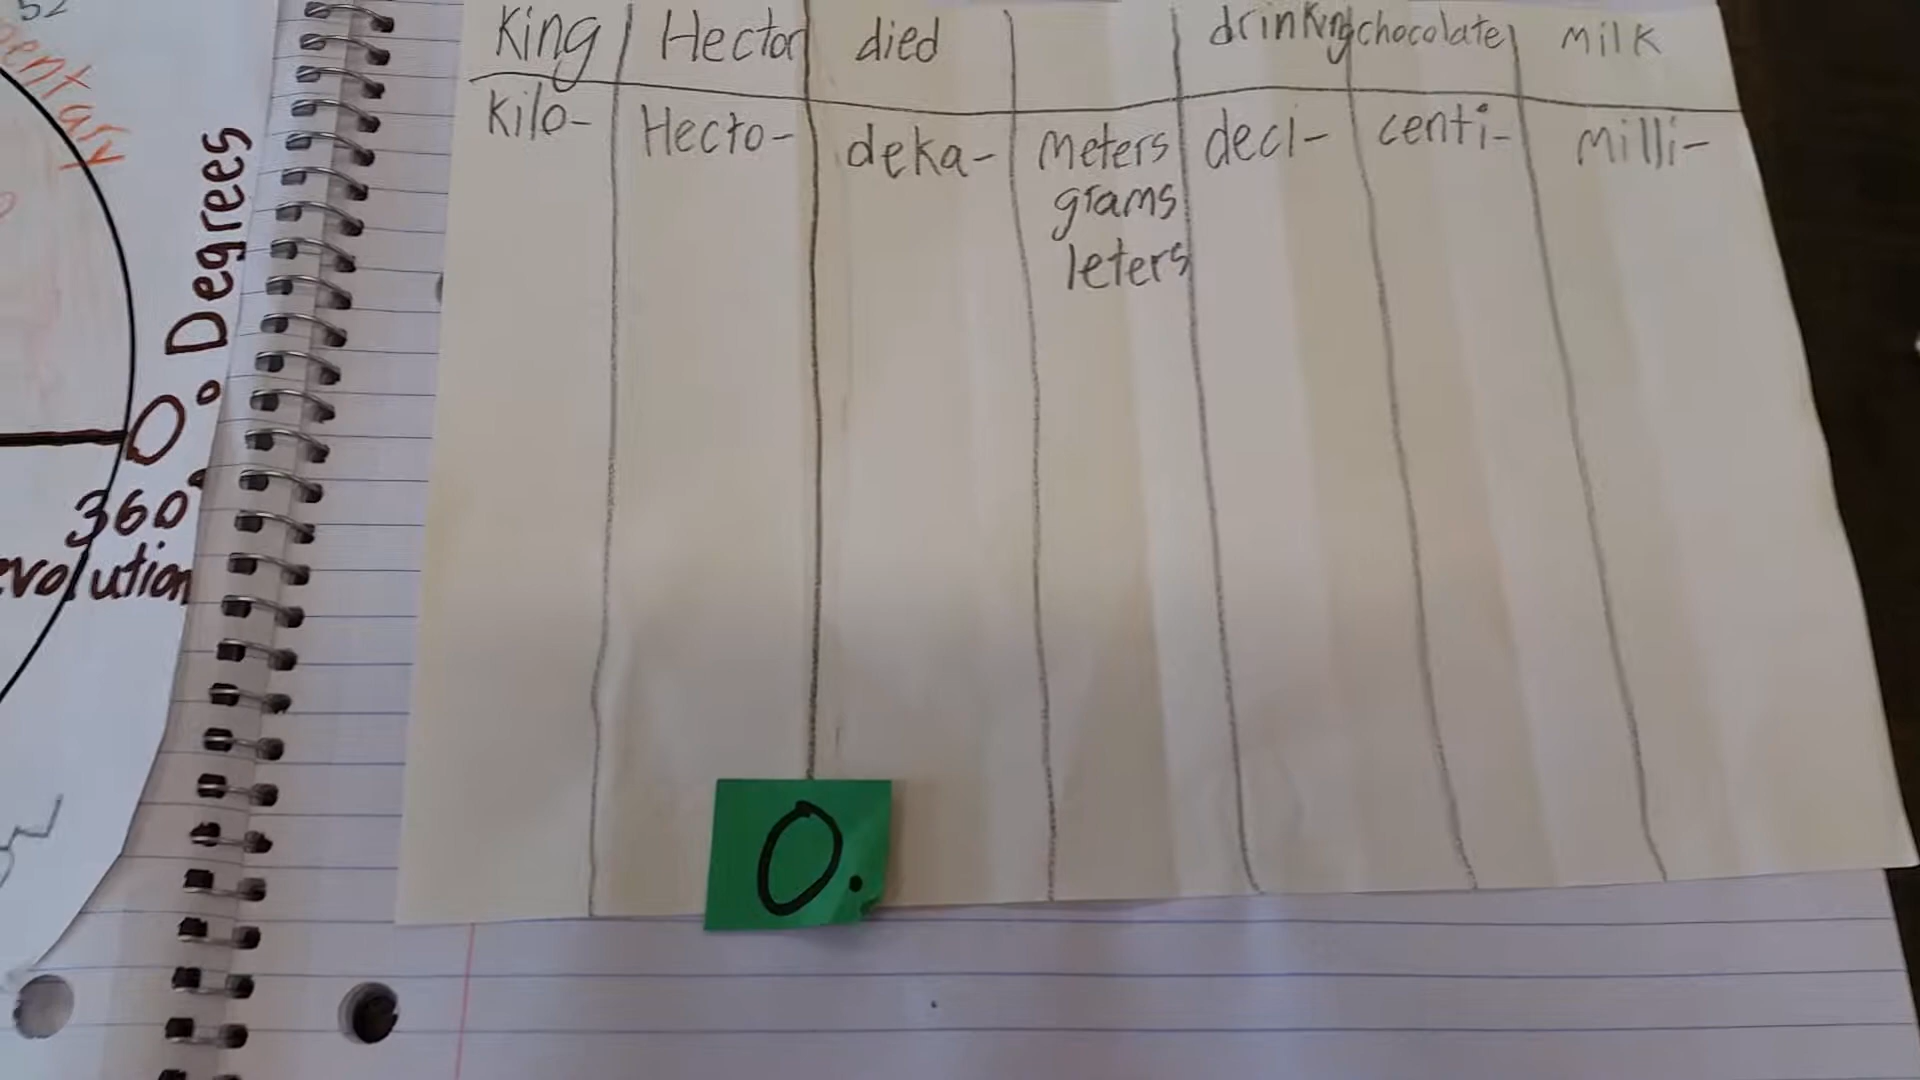 King Hector died drinking chocolate milk
Kilo- Hecto- deka- meters deci- centi- milli-
grams
leters
0.
Degrees
0°
360°